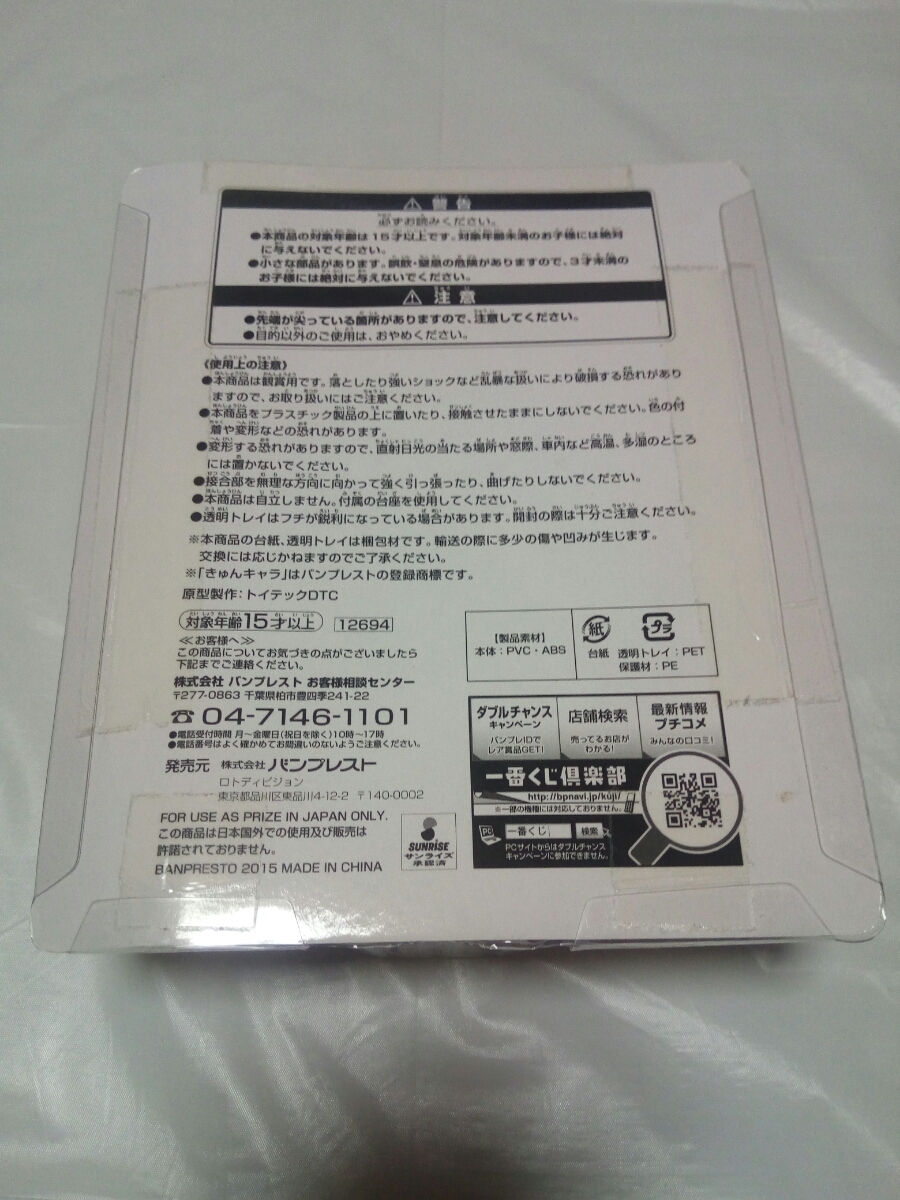 ⚠ 警告
必ずお読みください。
●本商品の対象年齢は15才以上です。対象年齢未満のお子様には絶対
に与えないでください。
●小さな部品があります。誤飲・窒息の危険がありますので、3才未満の
お子様には絶対に与えないでください。
⚠ 注意
●先端が尖っている箇所がありますので、注意してください。
●目的以外のご使用は、おやめください。
《使用上の注意》
●本商品は観賞用です。落としたり強いショックなど乱暴な扱いにより破損する恐れがあり
ますので、お取り扱いにはご注意ください。
●本商品をプラスチック製品の上に置いたり、接触させたままにしないでください。色の付
着や変形などの恐れがあります。
●変形する恐れがありますので、直射日光の当たる場所や窓際、車内など高温、多湿のところ
には置かないでください。
●接合部を無理な方向に向かって強く引っ張ったり、曲げたりしないでください。
●本商品は自立しません。付属の台座を使用してください。
●透明トレイはフチが鋭利になっている場合があります。開封の際は十分ご注意ください。
※本商品の台紙、透明トレイは梱包材です。輸送の際に多少の傷や凹みが生じます。
交換には応じかねますのでご了承ください。
※「きゅんキャラ」はバンプレストの登録商標です。
原型製作：トイテックDTC
対象年齢15才以上 12694
≪お客様へ≫
この商品についてお気づきの点がございましたら
下記までご連絡ください。
株式会社 バンプレスト お客様相談センター
〒277-0863 千葉県柏市豊四季241-22
☎ 04-7146-1101
●電話受付時間 月～金曜日(祝日を除く)10時～17時
●電話番号はよく確かめてお間違いのないようご注意ください。
発売元 株式会社 バンプレスト
ロトディビジョン
東京都品川区東品川4-12-2 〒140-0002
FOR USE AS PRIZE IN JAPAN ONLY.
この商品は日本国外での使用及び販売は
許諾されておりません。
BANPRESTO 2015 MADE IN CHINA
SUNRISE
サンライズ
承認済
【製品素材】
本体：PVC・ABS
紙 プラ
台紙 透明トレイ：PET
保護材：PE
ダブルチャンス
キャンペーン
バンプレIDで
レア賞品GET!
店舗検索
売ってるお店が
わかる!
最新情報
プチコメ
みんなの口コミ!
一番くじ倶楽部
http://bpnavi.jp/kuji/
※一部の機種には対応しておりません。
PC 一番くじ 検索
PCサイトからはダブルチャンス
キャンペーンに参加できません。